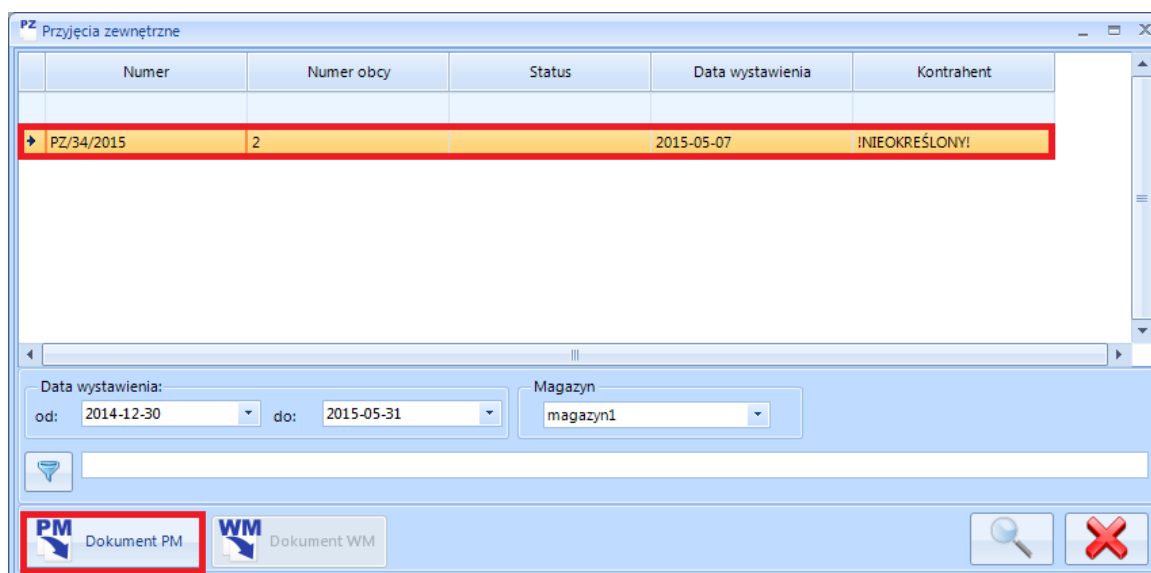 PZ Przyjęcia zewnętrzne
Numer Numer obcy Status Data wystawienia Kontrahent
PZ/34/2015 2 2015-05-07 !NIEOKREŚLONY!
Data wystawienia: Magazyn
od: 2014-12-30 do: 2015-05-31 magazyn1
PM Dokument PM WM Dokument WM